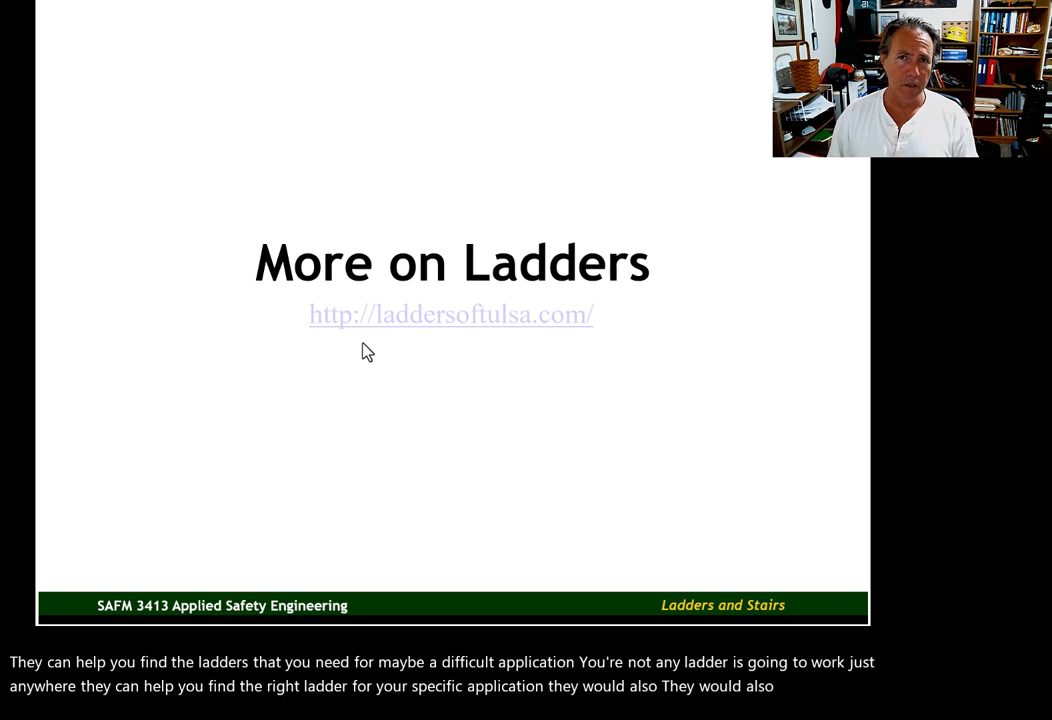 More on Ladders
http://laddersoftulsa.com/
SAFM 3413 Applied Safety Engineering
Ladders and Stairs
They can help you find the ladders that you need for maybe a difficult application You're not any ladder is going to work just
anywhere they can help you find the right ladder for your specific application they would also They would also